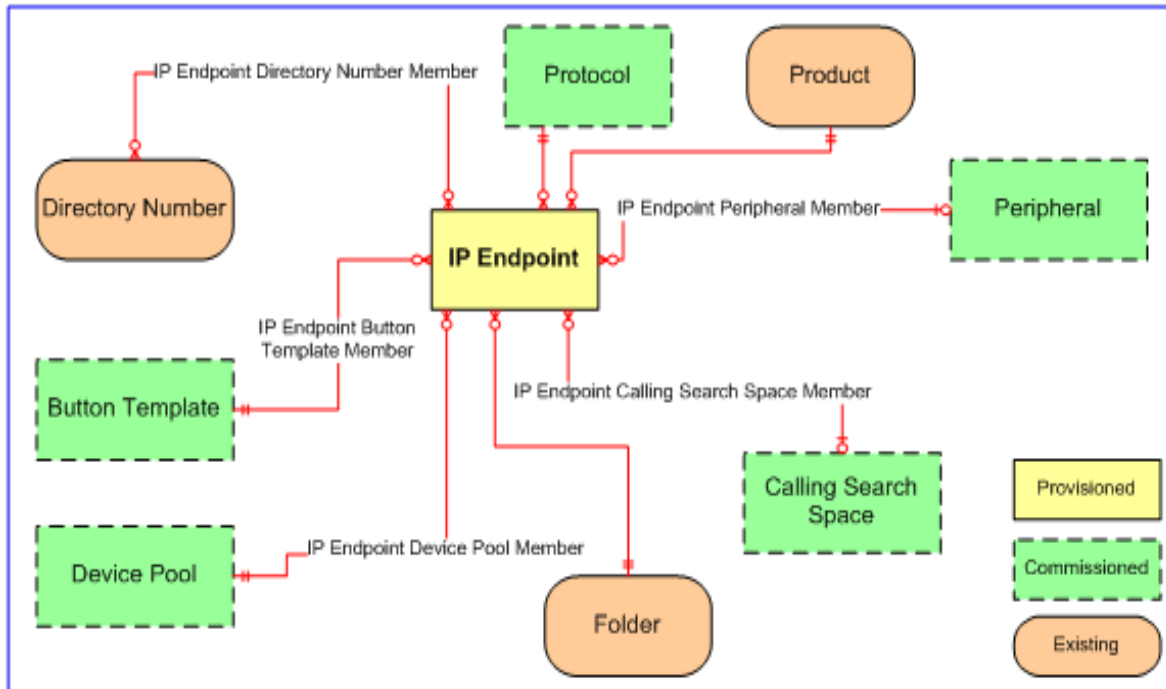 IP Endpoint Directory Number Member
Protocol
Product
Directory Number
IP Endpoint Peripheral Member
Peripheral
IP Endpoint
IP Endpoint Button
Template Member
Button Template
IP Endpoint Calling Search Space Member
Calling Search
Space
Provisioned
Device Pool
IP Endpoint Device Pool Member
Commissioned
Folder
Existing